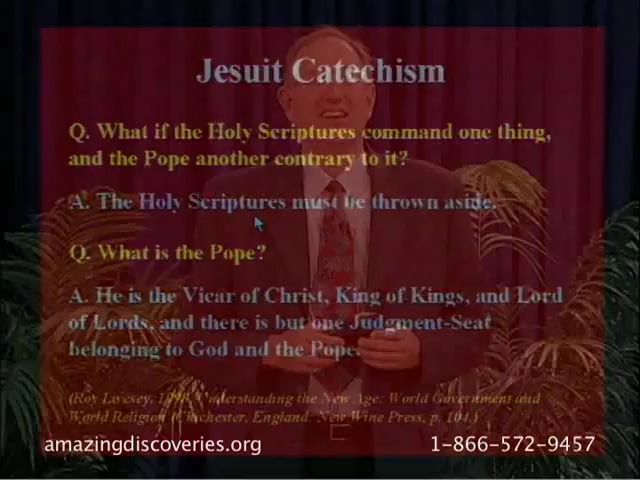 Jesuit Catechism
Q. What if the Holy Scriptures command one thing,
and the Pope another contrary to it?
A. The Holy Scriptures must be thrown aside.
Q. What is the Pope?
A. He is the Vicar of Christ, King of Kings, and Lord
of Lords, and there is but one Judgment-Seat
belonging to God and the Pope.
(Roy Livesey, 1998, Understanding the New Age: World Government and
World Religion (Chichester, England: New Wine Press, p. 104.)
amazingdiscoveries.org 1-866-572-9457